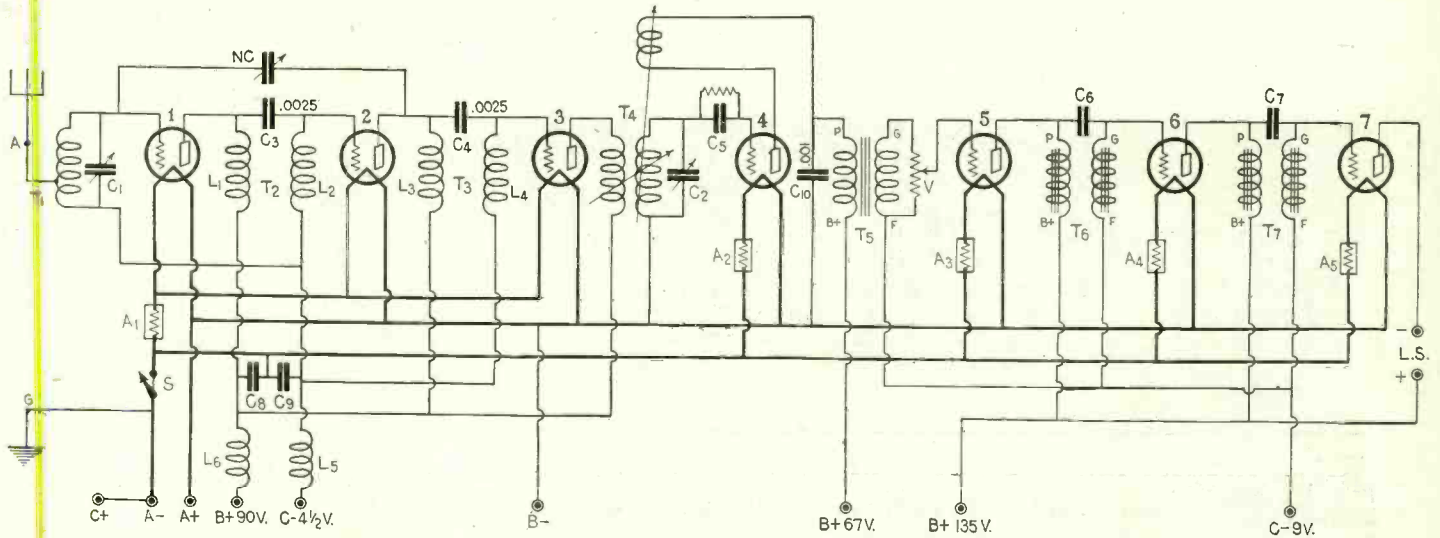 NC
1
C3
.0025
2
C4
.0025
3
T4
C5
4
.001
C10
P
B+
T5
G
F
V
5
C6
P
G
B+
T6
F
6
C7
P
G
B+
T7
F
7
A
T1
C1
L1
T2
L2
L3
T3
L4
C2
A1
A2
A3
A4
A5
S
G
C8
C9
L6
L5
-
L.S.
+
C+
A-
A+
B+90V.
C-4½V.
B-
B+67V.
B+135V.
C-9V.